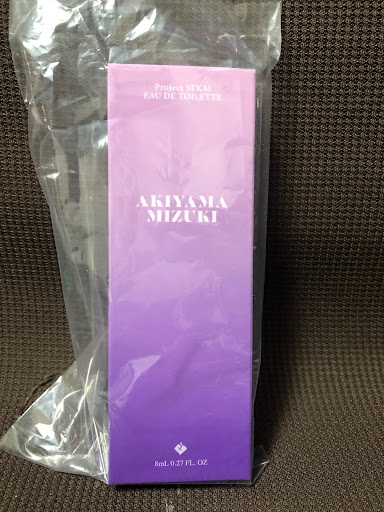 Project SEKAI
EAU DE TOILETTE
AKIYAMA
MIZUKI
8mL 0.27 FL. OZ